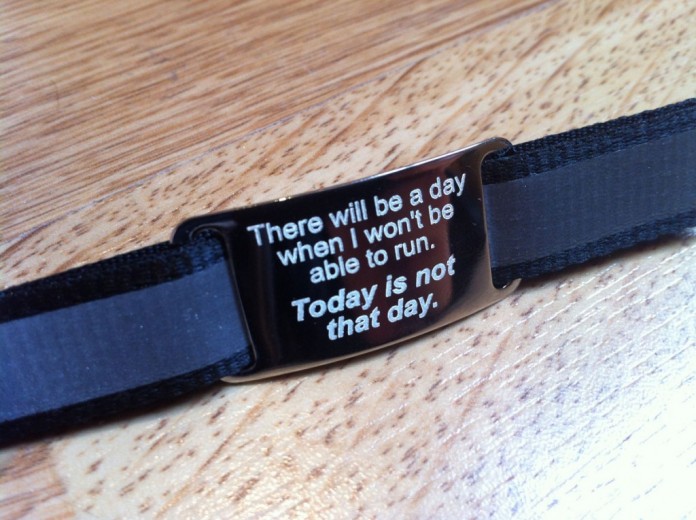 There will be a day
when I won't be
able to run.
Today is not
that day.